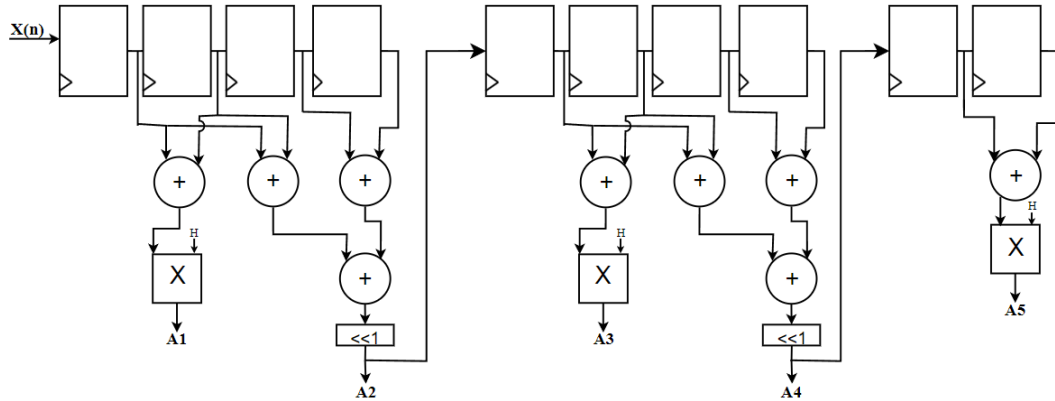 X(n)
+ + + + + + +
H H H
X X X
+ +
A1 <<1 A3 <<1 A5
A2 A4